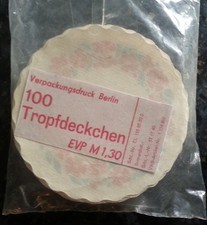 Verpackungsdruck Berlin
100
Tropfdeckchen
EVP M 1,30